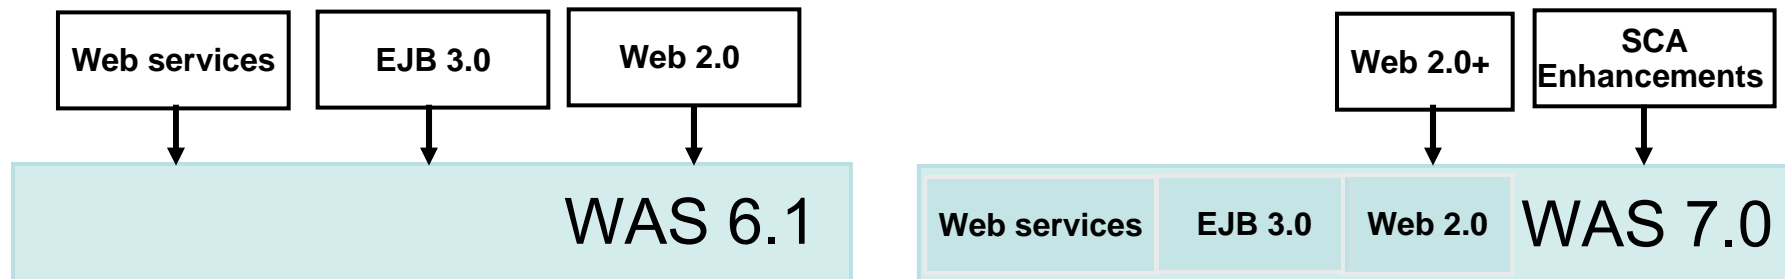 Web services
EJB 3.0
Web 2.0
WAS 6.1
Web 2.0+
SCA
Enhancements
Web services
EJB 3.0
Web 2.0
WAS 7.0